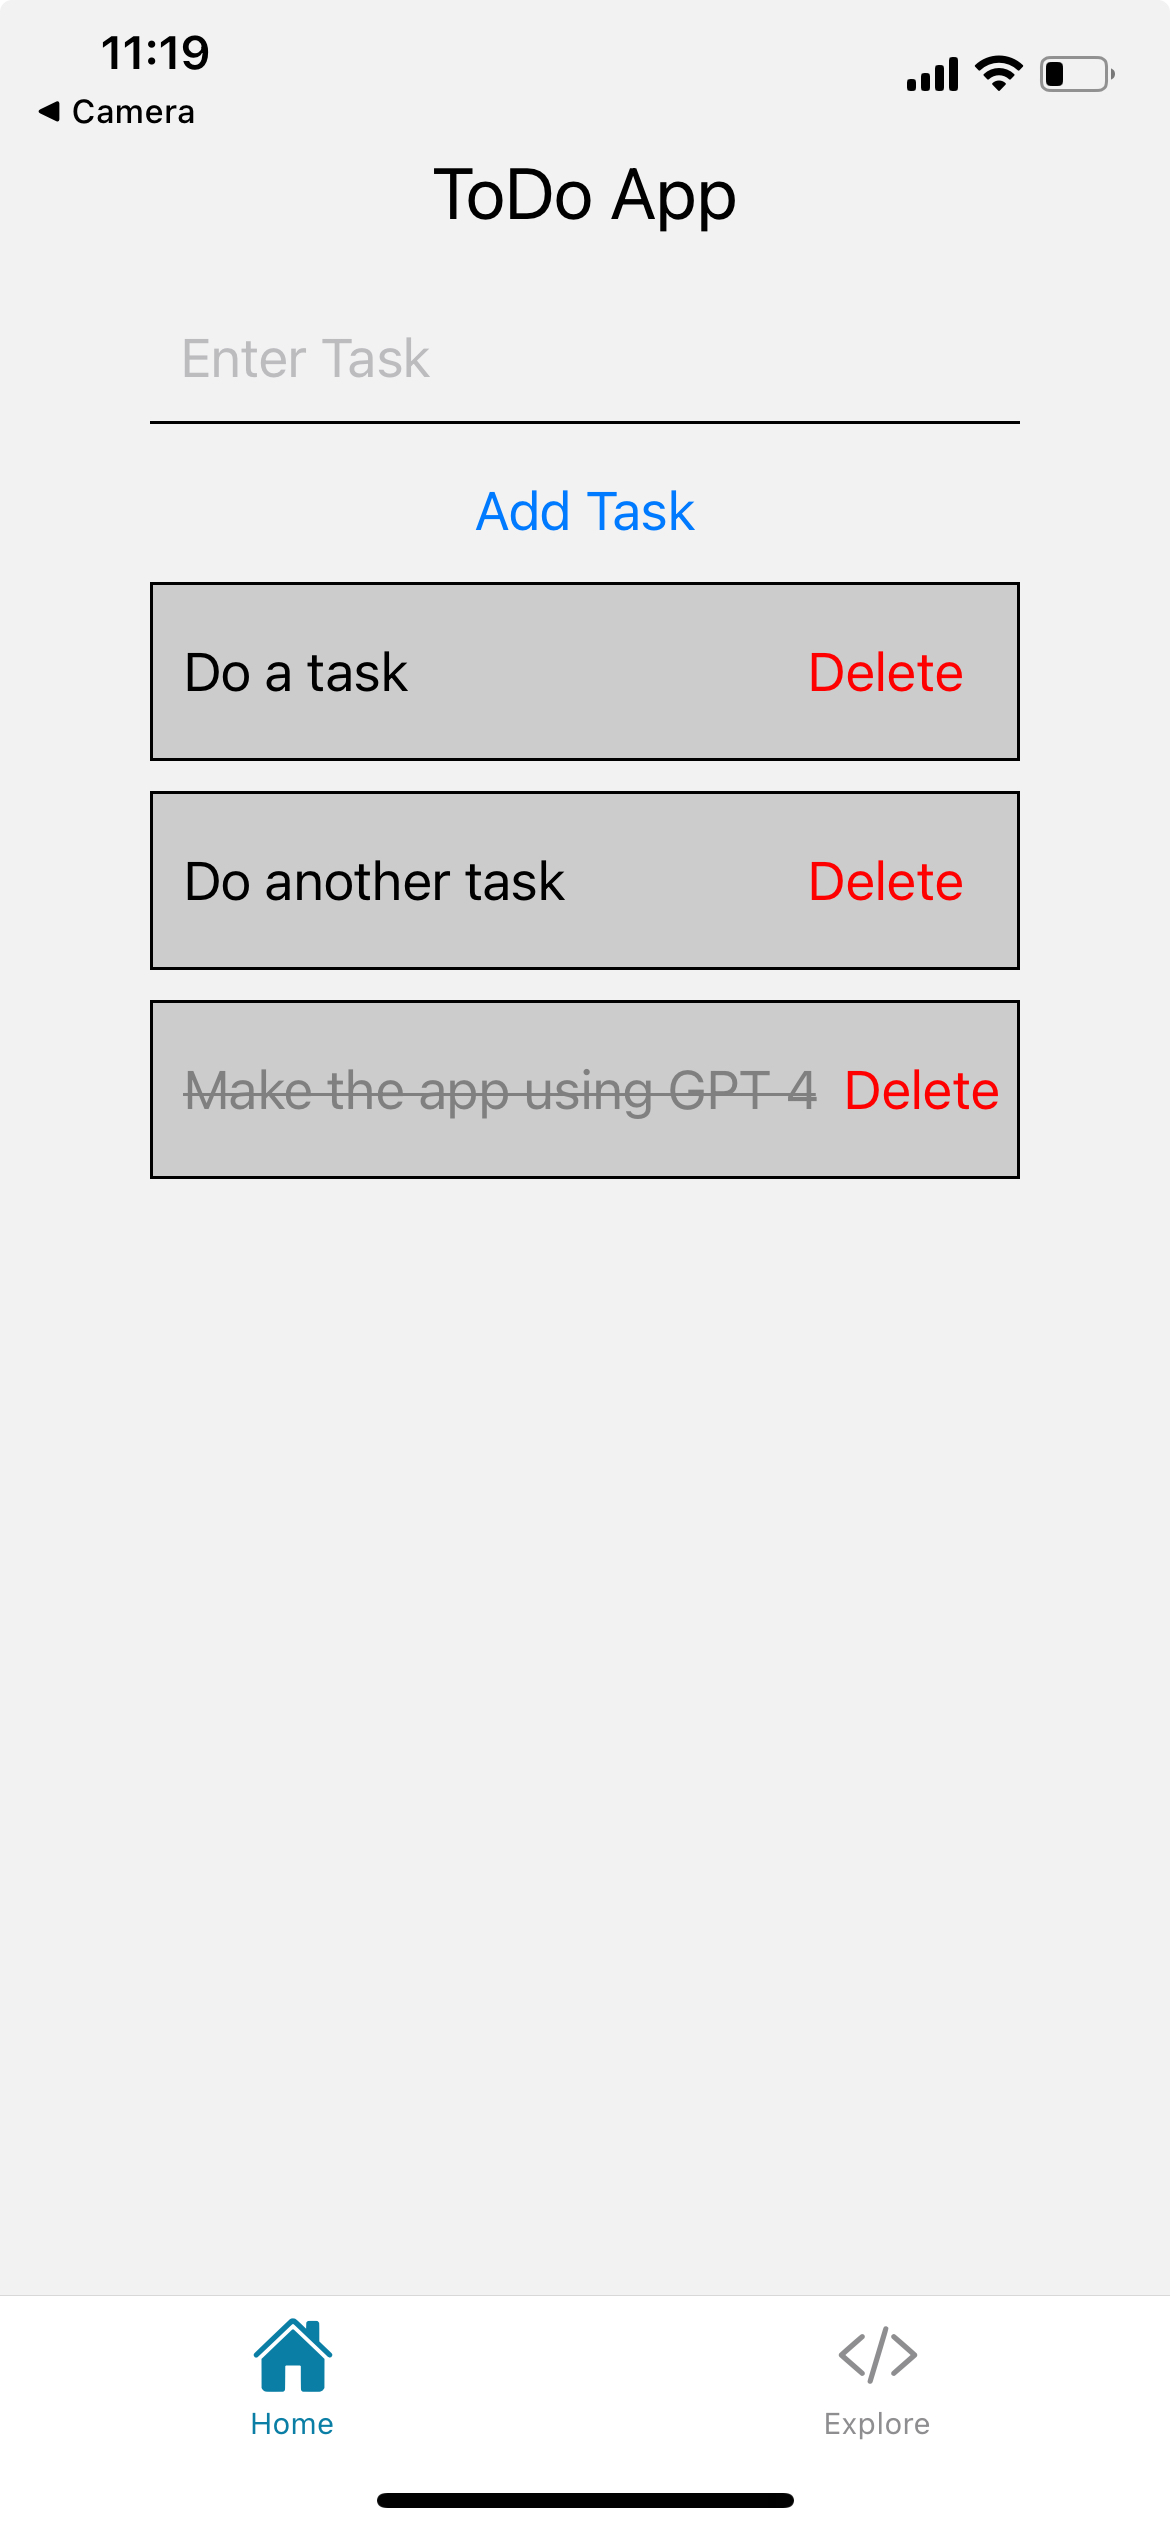 11:19
◀ Camera
ToDo App
Enter Task
Add Task
Do a task Delete
Do another task Delete
Make the app using GPT 4 Delete
Home Explore